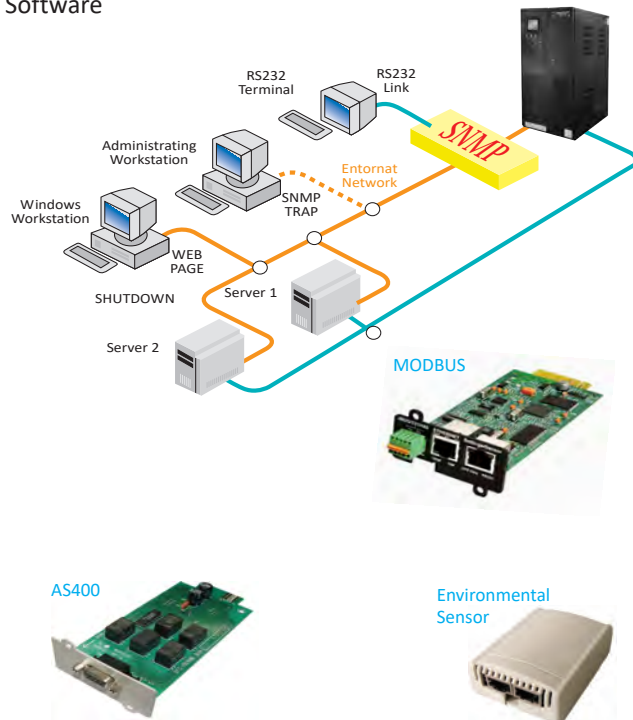 Software
RS232
Terminal
RS232
Link
SNMP
Administrating
Workstation
Entornat
Network
SNMP
TRAP
Windows
Workstation
WEB
PAGE
SHUTDOWN
Server 1
Server 2
MODBUS
AS400
Environmental
Sensor